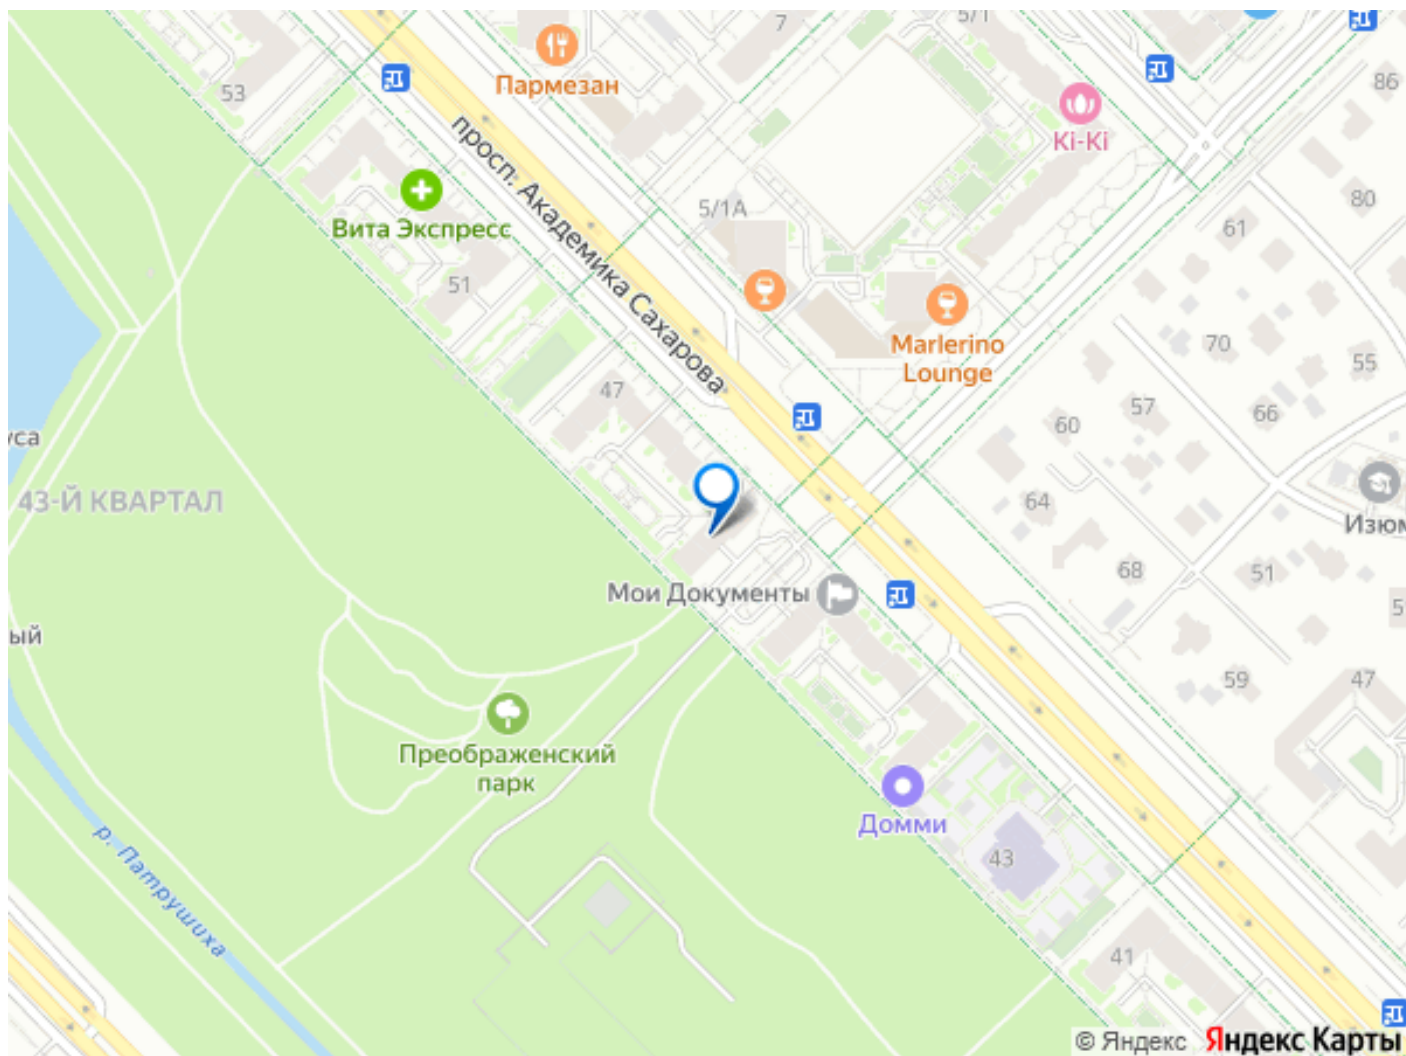 7
5/1
53
Пармезан
86
Ki-Ki
просп. Академика Сахарова
Вита Экспресс
5/1А
80
61
51
Marlerino
Lounge
70
55
47
60
57
66
уса
43-Й КВАРТАЛ
64
Изюм
68
51
Мои Документы
5
ый
59
47
Преображенский
парк
Домми
р. Патрушиха
43
41
© Яндекс Яндекс Карты